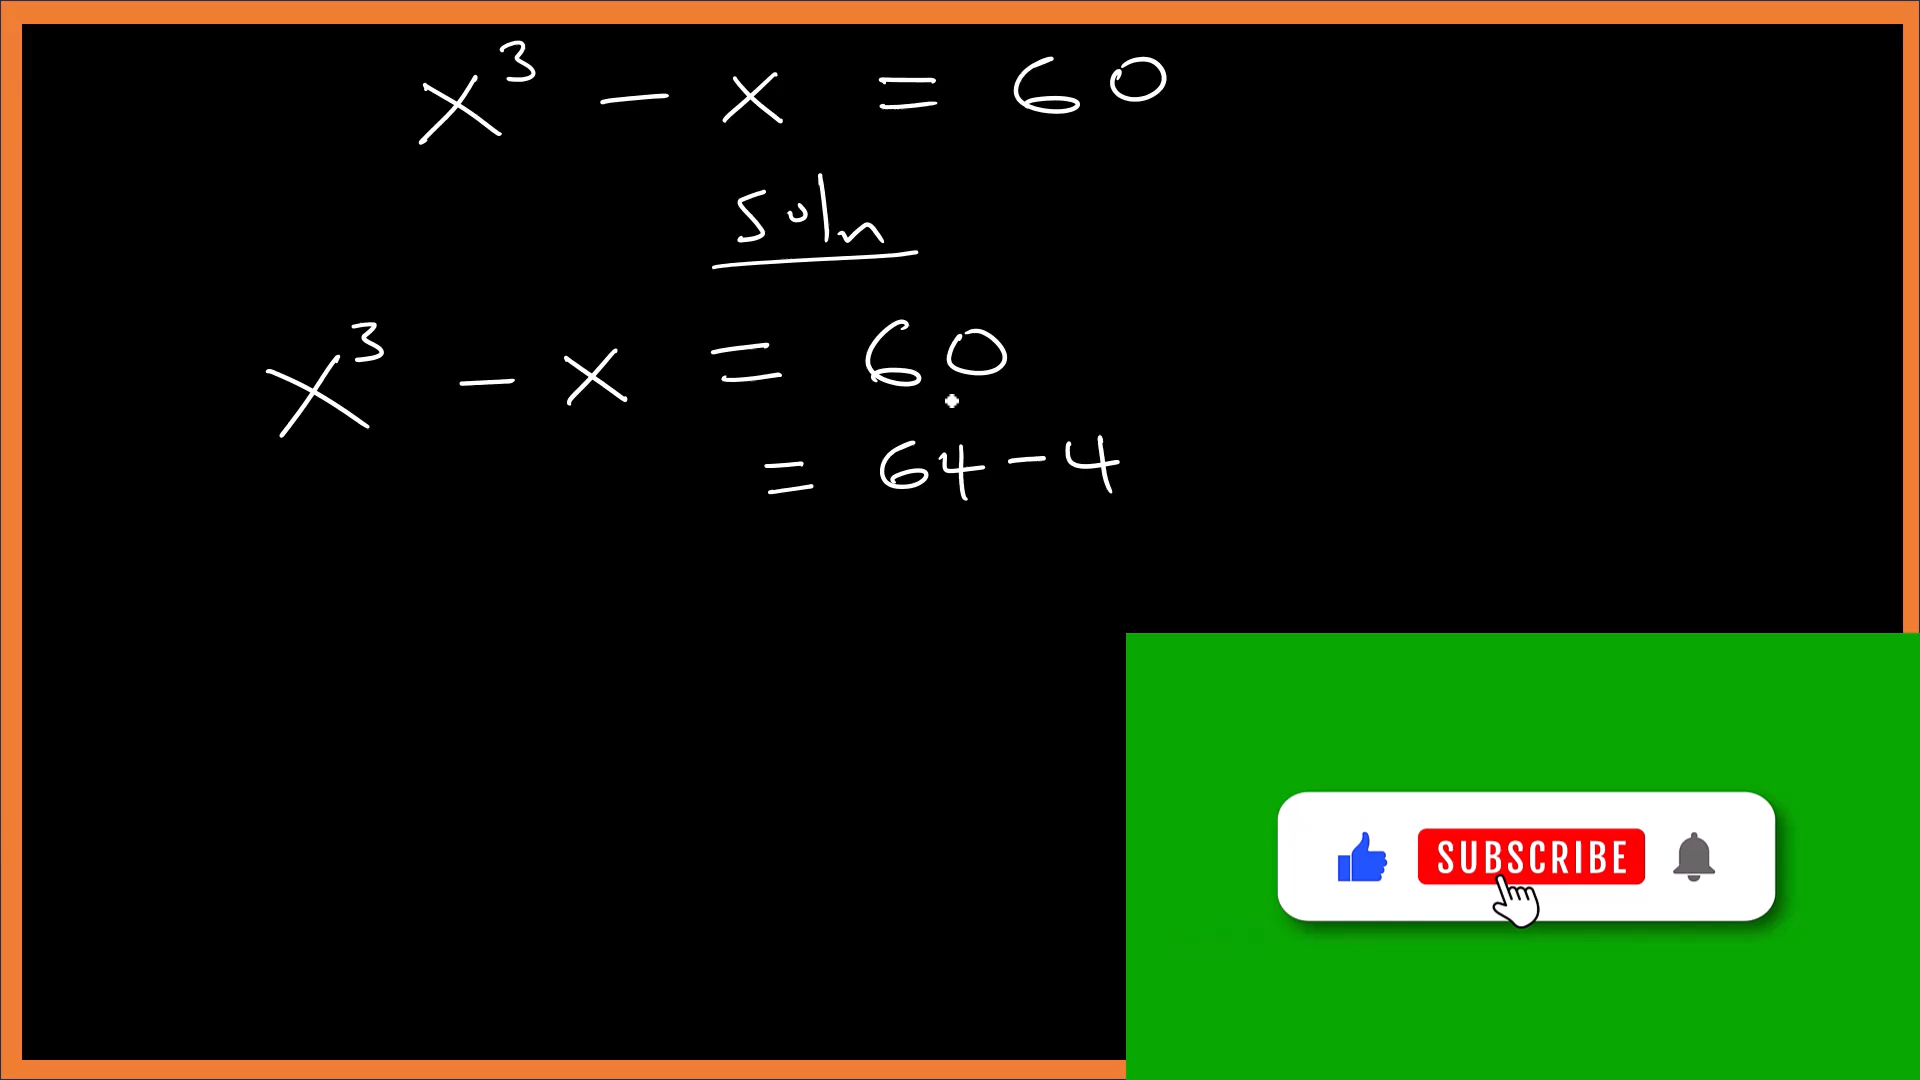 x³ - x = 60
Soln
x³ - x = 60
= 64 - 4
SUBSCRIBE